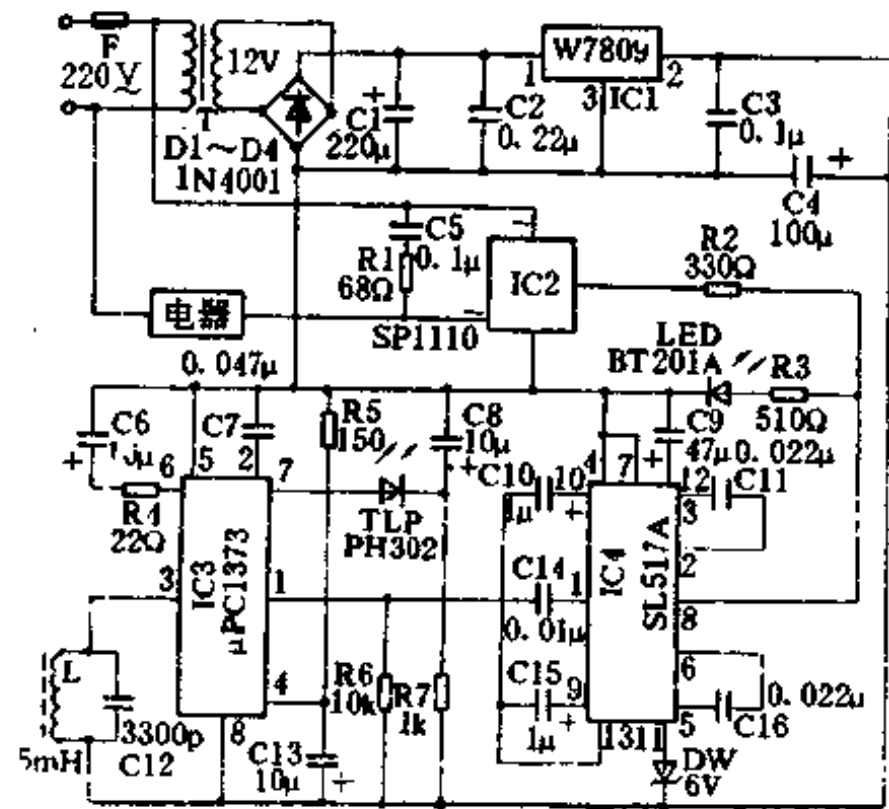 F
220V
12V
T
D1~D4
1N4001
C1
220μ
C2
0.22μ
W7809
1
2
3
IC1
C3
0.1μ
C4
100μ
C5
0.1μ
R1
68Ω
IC2
SP1110
R2
330Ω
电器
0.047μ
LED
BT201A
R3
510Ω
C6
6
R4
22Ω
5
C7
2
7
R5
150
C8
10μ
TLP
PH302
IC3
μPC1373
3
1
4
8
L
5mH
3300p
C12
C13
10μ
R6
10k
R7
1k
C9
47μ
0.022μ
C10
1μ
10
4
7
12
3
C11
2
IC4
SL517A
C14
0.01μ
1
8
6
C15
1μ
9
5
C16
0.022μ
13
11
DW
6V